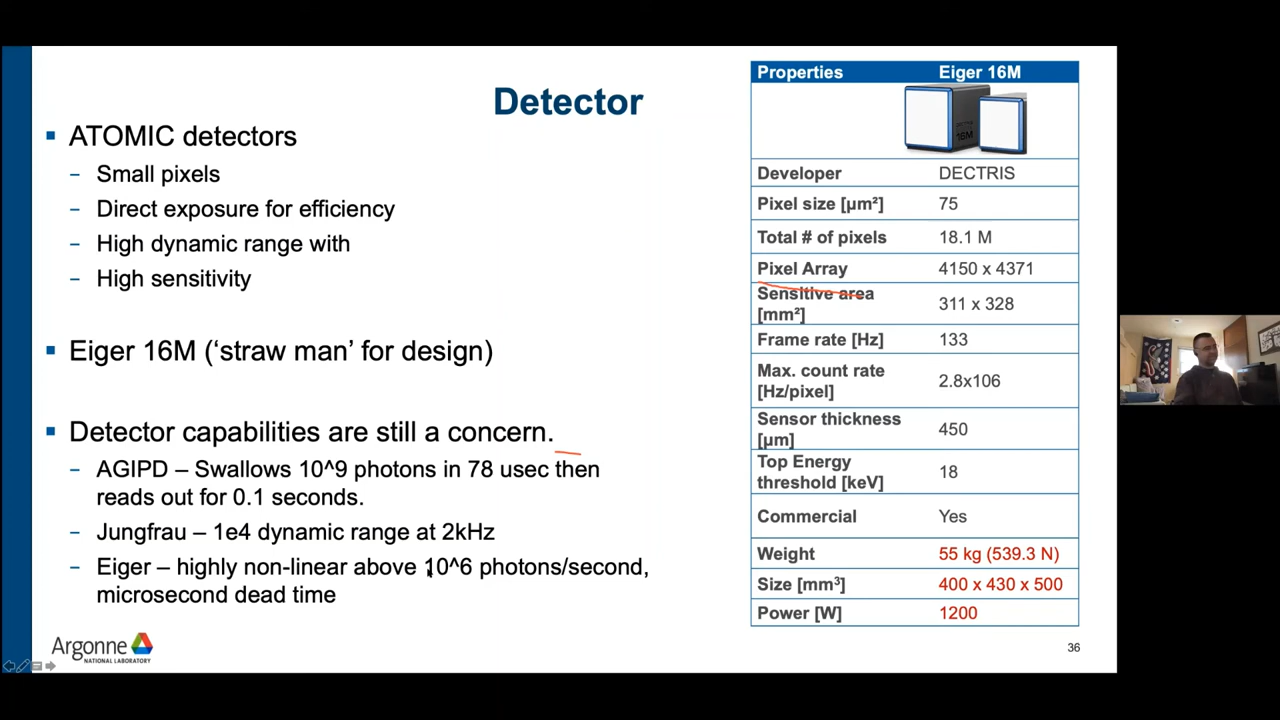 Detector
▪ ATOMIC detectors
– Small pixels
– Direct exposure for efficiency
– High dynamic range with
– High sensitivity
▪ Eiger 16M (‘straw man’ for design)
▪ Detector capabilities are still a concern.
– AGIPD – Swallows 10^9 photons in 78 usec then
reads out for 0.1 seconds.
– Jungfrau – 1e4 dynamic range at 2kHz
– Eiger – highly non-linear above 10^6 photons/second,
microsecond dead time
Properties Eiger 16M
16M
Developer DECTRIS
Pixel size [µm²] 75
Total # of pixels 18.1 M
Pixel Array 4150 x 4371
Sensitive area
[mm²] 311 x 328
Frame rate [Hz] 133
Max. count rate
[Hz/pixel] 2.8x106
Sensor thickness
[µm] 450
Top Energy
threshold [keV] 18
Commercial Yes
Weight 55 kg (539.3 N)
Size [mm³] 400 x 430 x 500
Power [W] 1200
Argonne
NATIONAL LABORATORY
36